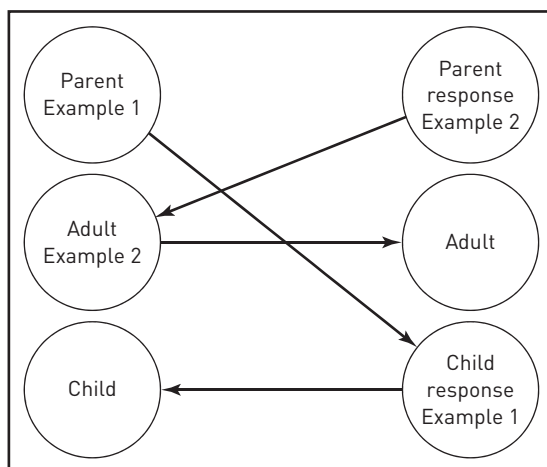 Parent
Example 1
Parent
response
Example 2
Adult
Example 2
Adult
Child
Child
response
Example 1